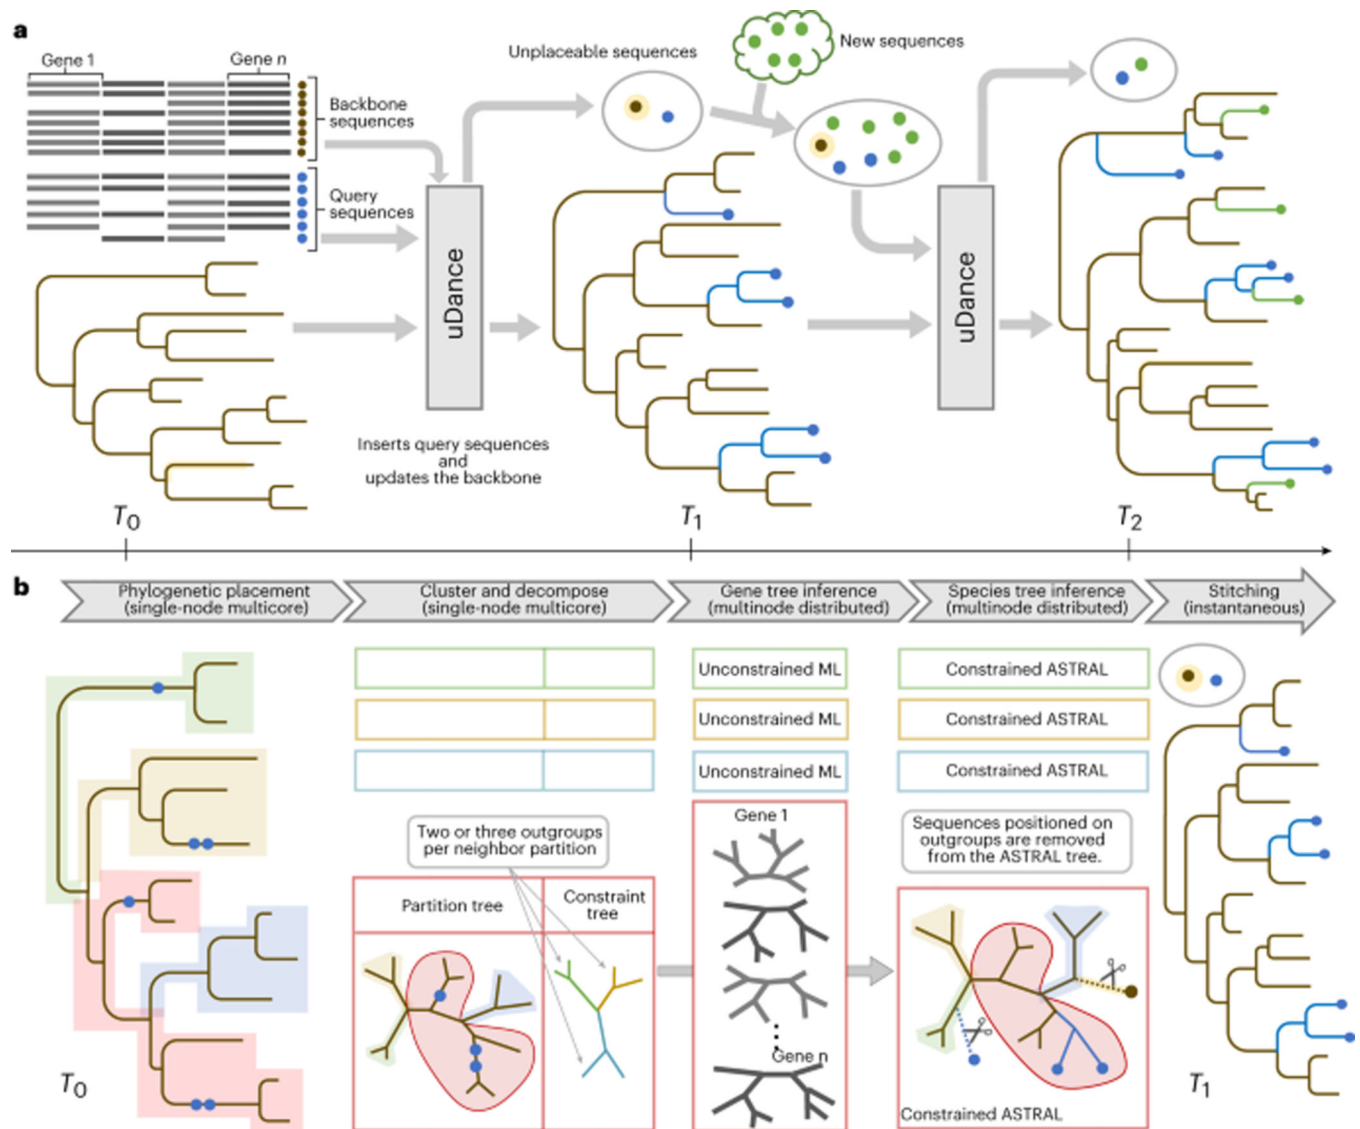 a
Gene 1
Gene n
Backbone
sequences
Query
sequences
Unplaceable sequences
New sequences
uDance
uDance
Inserts query sequences
and
updates the backbone
T0
T1
T2
b
Phylogenetic placement
(single-node multicore)
Cluster and decompose
(single-node multicore)
Gene tree inference
(multinode distributed)
Species tree inference
(multinode distributed)
Stitching
(instantaneous)
Unconstrained ML
Constrained ASTRAL
Unconstrained ML
Constrained ASTRAL
Unconstrained ML
Constrained ASTRAL
Two or three outgroups
per neighbor partition
Gene 1
Sequences positioned on
outgroups are removed
from the ASTRAL tree.
Partition tree
Constraint
tree
Gene n
T0
Constrained ASTRAL
T1